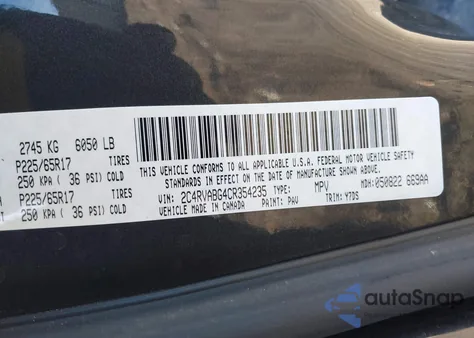 2745 KG 6050 LB
P225/65R17 TIRES
250 KPA ( 36 PSI) COLD
P225/65R17 TIRES
250 KPA ( 36 PSI) COLD
THIS VEHICLE CONFORMS TO ALL APPLICABLE U.S.A. FEDERAL MOTOR VEHICLE SAFETY
STANDARDS IN EFFECT ON THE DATE OF MANUFACTURE SHOWN ABOVE.
VIN: 2C4RVABG4CR354235 TYPE: MPV MDH:050822 669AA
VEHICLE MADE IN CANADA PAINT: PAV TRIM: Y7DS
autoSnap